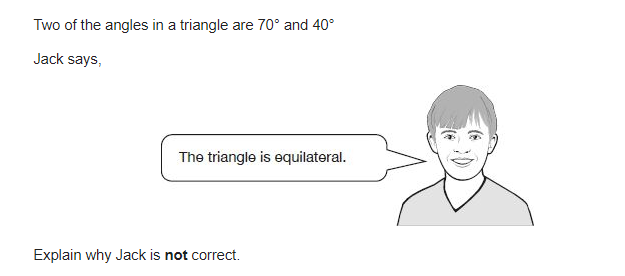 Two of the angles in a triangle are 70° and 40°
Jack says,
The triangle is equilateral.
Explain why Jack is not correct.